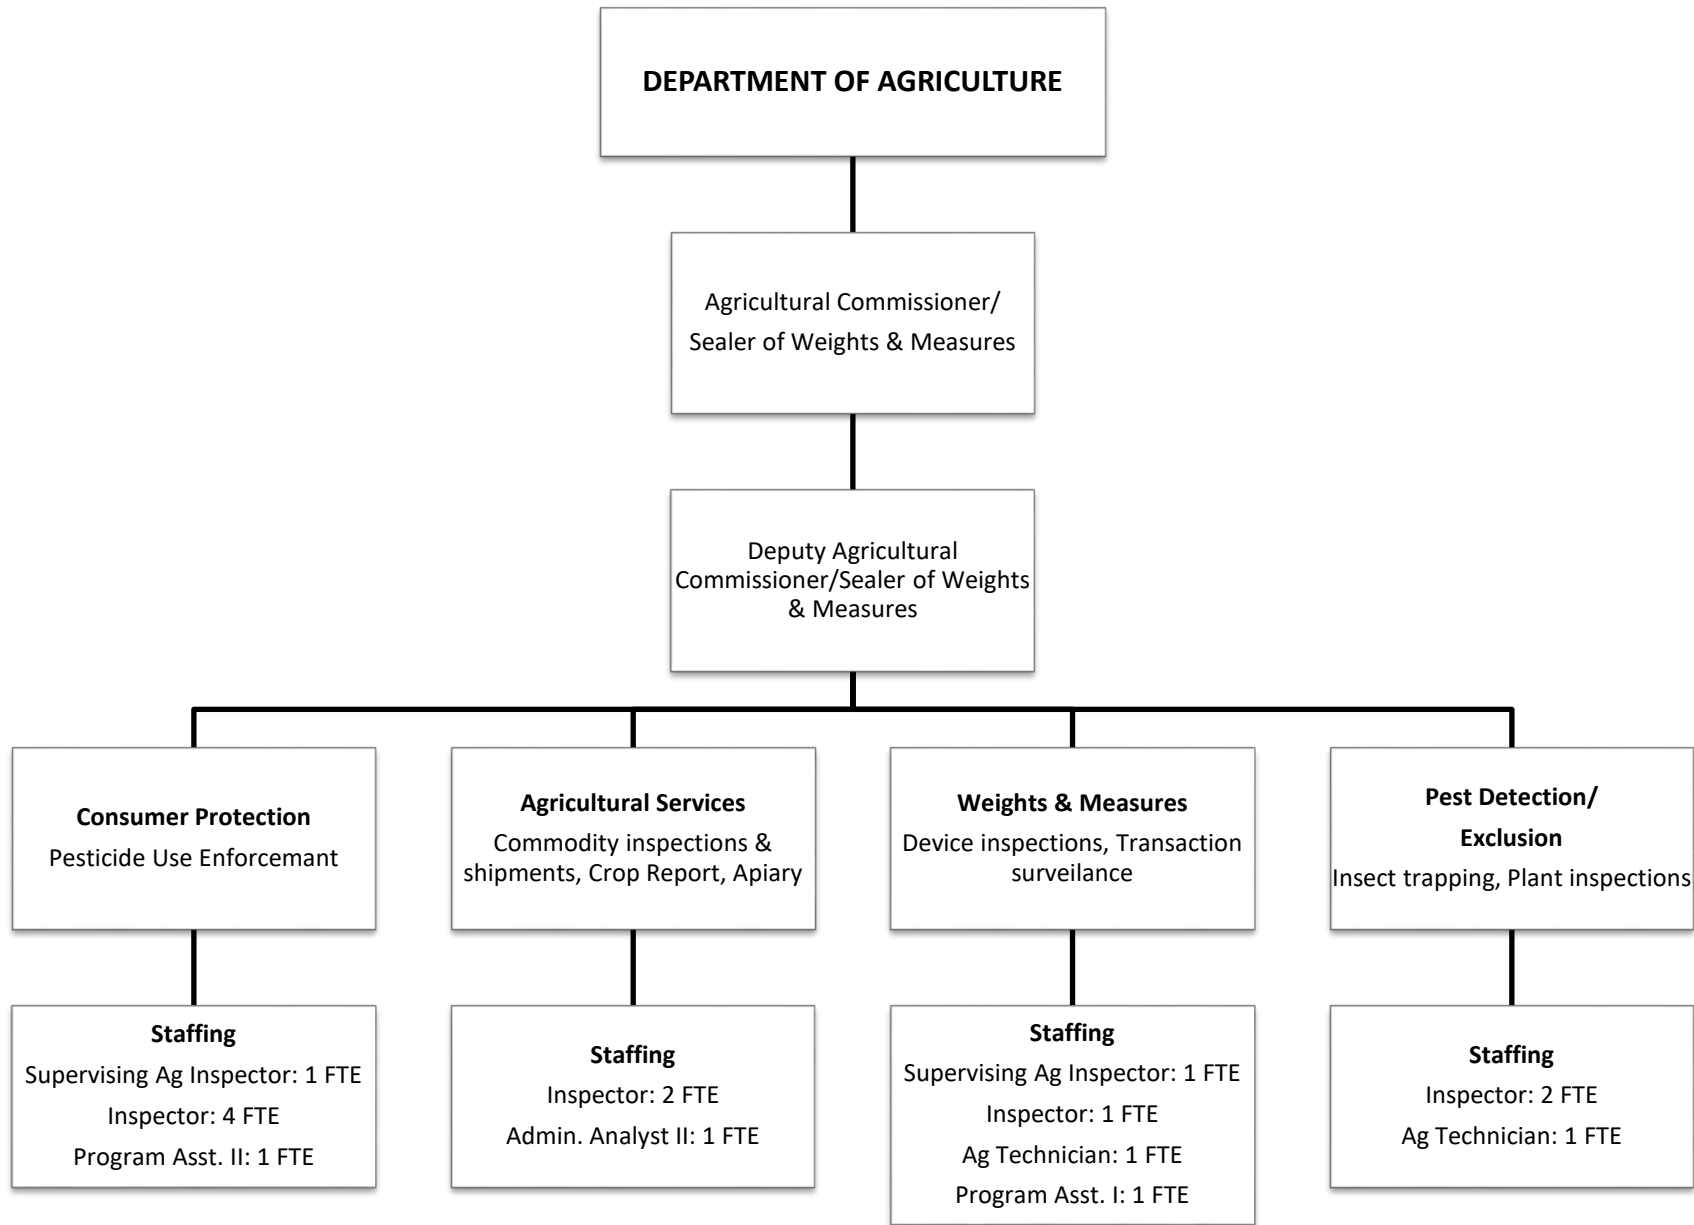 DEPARTMENT OF AGRICULTURE
Agricultural Commissioner/
Sealer of Weights & Measures
Deputy Agricultural
Commissioner/Sealer of Weights
& Measures
Consumer Protection
Pesticide Use Enforcemant
Agricultural Services
Commodity inspections &
shipments, Crop Report, Apiary
Weights & Measures
Device inspections, Transaction
surveilance
Pest Detection/
Exclusion
Insect trapping, Plant inspections
Staffing
Supervising Ag Inspector: 1 FTE
Inspector: 4 FTE
Program Asst. II: 1 FTE
Staffing
Inspector: 2 FTE
Admin. Analyst II: 1 FTE
Staffing
Supervising Ag Inspector: 1 FTE
Inspector: 1 FTE
Ag Technician: 1 FTE
Program Asst. I: 1 FTE
Staffing
Inspector: 2 FTE
Ag Technician: 1 FTE